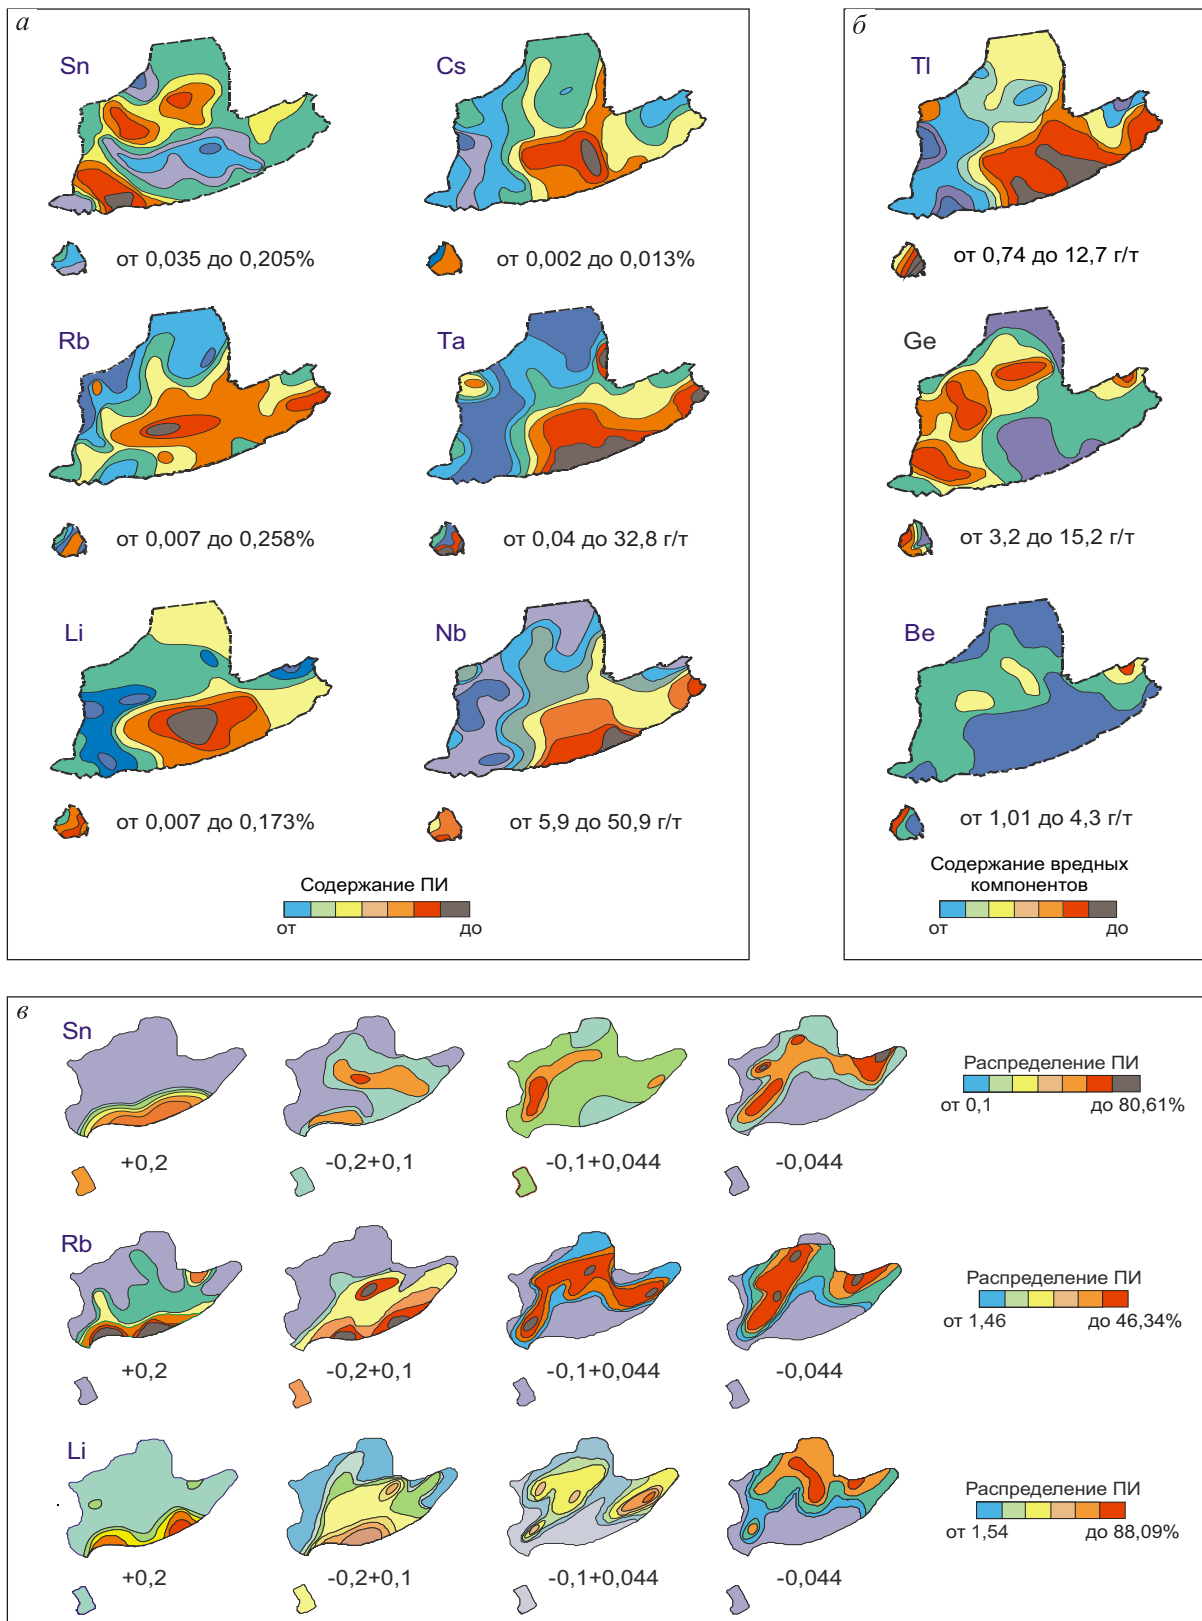 а
Sn
Cs
от 0,035 до 0,205%
от 0,002 до 0,013%
Rb
Ta
от 0,007 до 0,258%
от 0,04 до 32,8 г/т
Li
Nb
от 0,007 до 0,173%
от 5,9 до 50,9 г/т
Содержание ПИ
от
до
б
Tl
от 0,74 до 12,7 г/т
Ge
от 3,2 до 15,2 г/т
Be
от 1,01 до 4,3 г/т
Содержание вредных
компонентов
от
до
в
Sn
+0,2
-0,2+0,1
-0,1+0,044
-0,044
Распределение ПИ
от 0,1
до 80,61%
Rb
+0,2
-0,2+0,1
-0,1+0,044
-0,044
Распределение ПИ
от 1,46
до 46,34%
Li
+0,2
-0,2+0,1
-0,1+0,044
-0,044
Распределение ПИ
от 1,54
до 88,09%